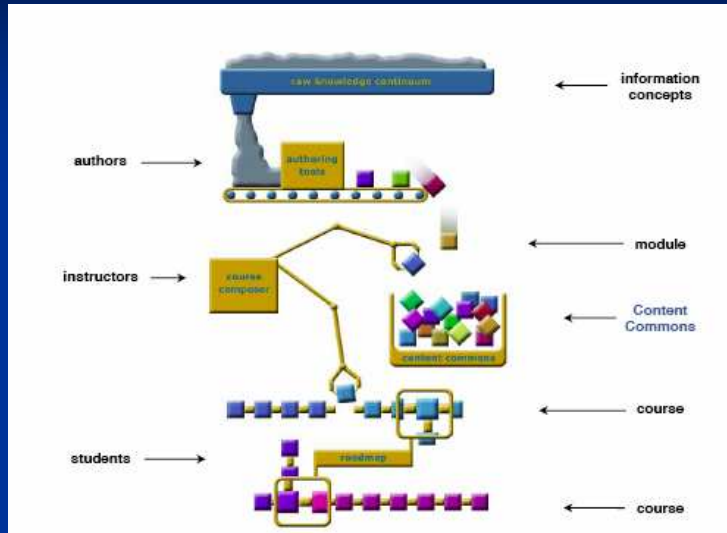 raw knowledge continuum
information
concepts
authors
authoring
tools
module
instructors
course
composer
Content
Commons
content commons
course
students
roadmap
course